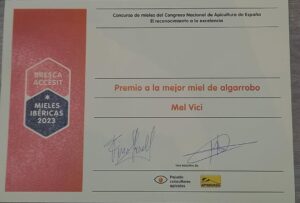 Concurso de mieles del Congreso Nacional de Apicultura de España
El reconocimiento a la excelencia
BRESCA
ACCÉSIT
MIELES
IBÉRICAS
2023
Premio a la mejor miel de algarrobo
Mel Vici